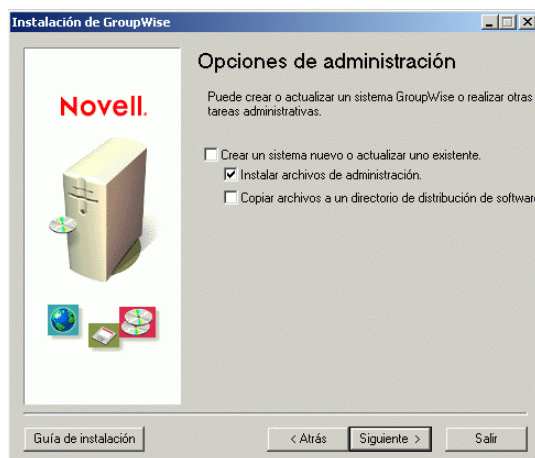 Instalación de GroupWise
Opciones de administración
Novell.
Puede crear o actualizar un sistema GroupWise o realizar otras
tareas administrativas.
Crear un sistema nuevo o actualizar uno existente.
Instalar archivos de administración.
Copiar archivos a un directorio de distribución de software
Guía de instalación
< Atrás
Siguiente >
Salir